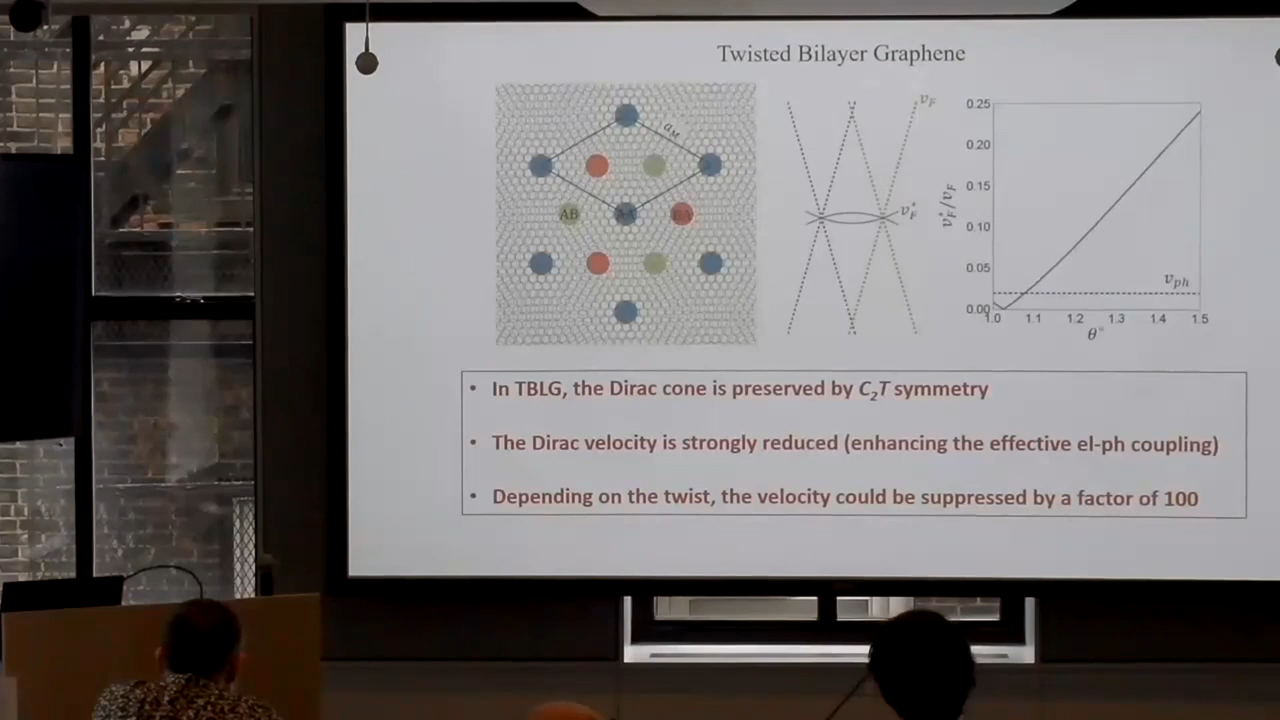 Twisted Bilayer Graphene
a_M
AB
AA
BA
v_F
v_F^*
v_F^*/v_F
0.25
0.20
0.15
0.10
0.05
0.00
v_ph
1.0 1.1 1.2 1.3 1.4 1.5
θ°
• In TBLG, the Dirac cone is preserved by C₂T symmetry
• The Dirac velocity is strongly reduced (enhancing the effective el-ph coupling)
• Depending on the twist, the velocity could be suppressed by a factor of 100